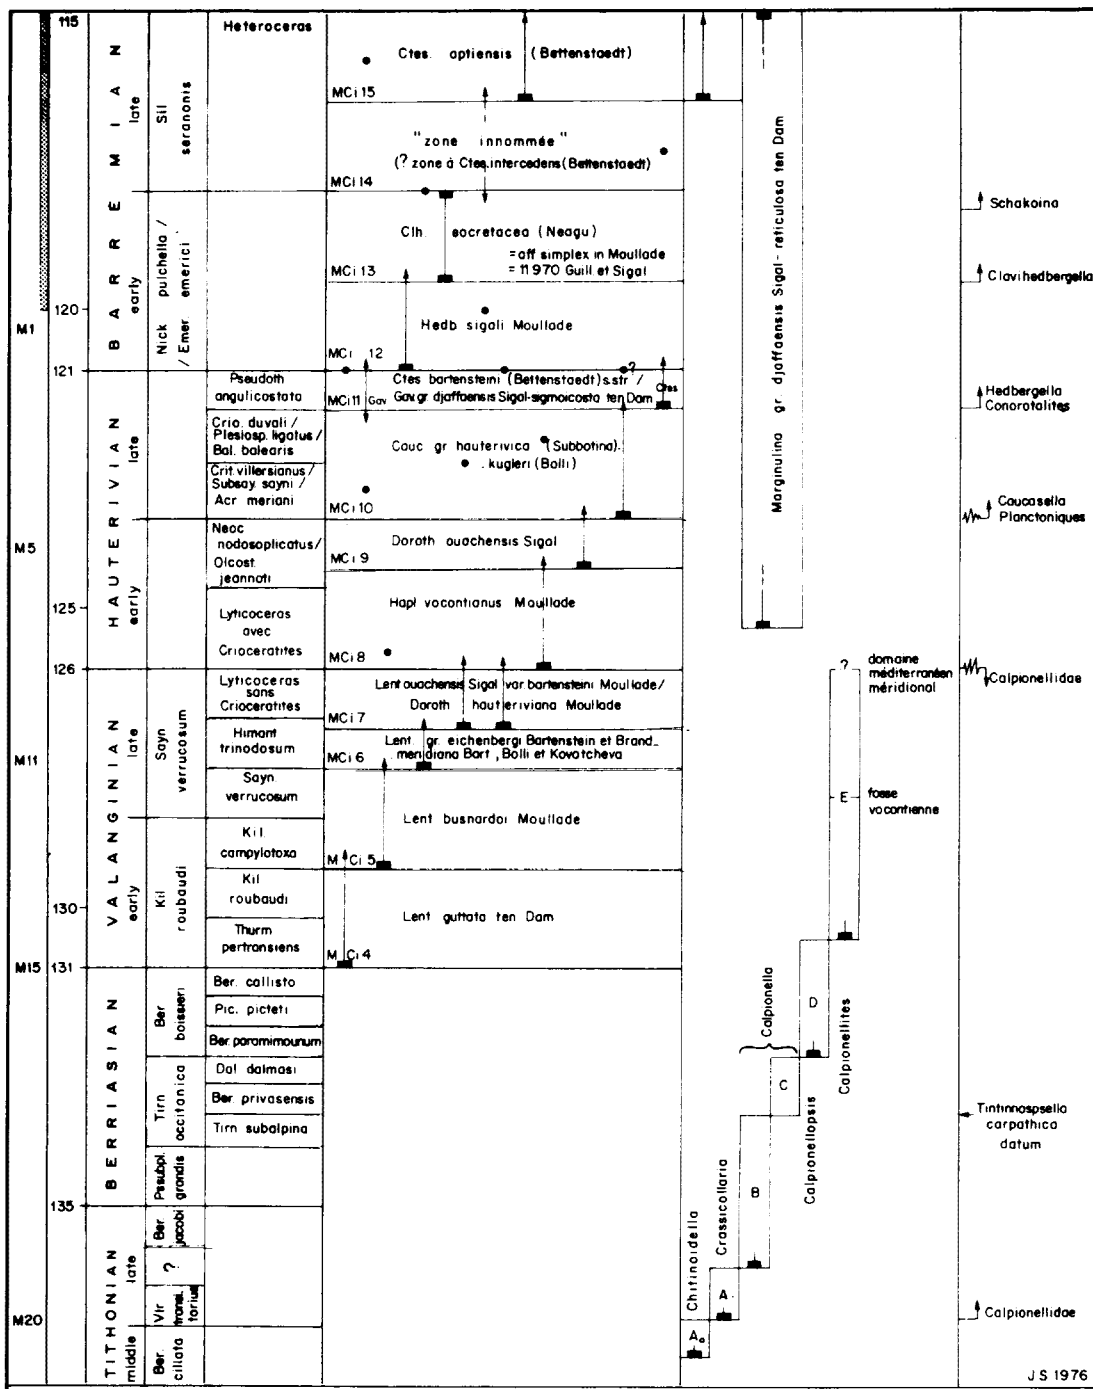 115
Heteroceras
Ctes. aptiensis (Bettenstaedt)
MCi 15
"zone innommée"
(? zone à Ctes. intercedens (Bettenstaedt)
MCi 14
Clh. eocretacea (Neagu)
= aff simplex in Moullade
= 11970 Guill. et Sigal
MCi 13
Hedb sigali Moullade
MCi 12
BARREMIAN
late
early
Sil
seranonis
Nick pulchella /
/ Emer. emerici
M1
120
121
Pseudoth
angulicostata
MCi 11
Gav
Ctes bartensteini (Bettenstaedt) s.str /
Gav. gr. djaffaensis Sigal-sigmoicosta ten Dam
?
Ctes
Crio. duvali /
Plesiosp. ligatus /
Bal. balearis
Crit. villersianus /
Subsay. sayni /
Acr meriani
Cauc gr hauterivica (Subbotina).
. kugleri (Bolli)
MCi 10
HAUTERIVIAN
late
early
Neoc
nodosoplicatus /
Olcost.
jeannoti
Doroth ouachensis Sigal
MCi 9
M5
125
126
Lyticoceras
avec
Crioceratites
Hapl vocontianus Moullade
MCi 8
Lyticoceras
sans
Crioceratites
Lent ouachensis Sigal var. bartensteini Moullade /
Doroth hauteriviana Moullade
MCi 7
Himant
trinodosum
Lent. gr. eichenbergi Bartenstein et Brand_
meridiana Bart, Bolli et Kovatcheva
MCi 6
M11
VALANGINIAN
late
early
Sayn
verrucosum
Sayn.
verrucosum
Kil.
campylotoxa
Lent busnardoi Moullade
MCi 5
Kil
roubaudi
Kil
roubaudi
Thurm
pertransiens
Lent guttata ten Dam
MCi 4
130
131
M15
BERRIASIAN
Ber
boissieri
Ber. callisto
Pic. picteti
Ber. paramimounum
Tirn
occitanica
Dal dalmasi
Ber. privasensis
Tirn subalpina
Pssubpl.
grandis
135
Ber.
jacobi
?
Vir
transi.
torius
Ber.
ciliata
TITHONIAN
late
middle
M20
Marginulina gr djaffaensis Sigal-reticulosa ten Dam
?
domaine
méditerranéen
méridional
E
fosse
vocontienne
Calpionellites
D
Calpionella
C
Calpionellopsis
B
Crassicollaria
A
Chitinoidella
Ao
Schakoina
Clavihedbergella
Hedbergella
Conorotalites
Caucasella
Planctoniques
Calpionellidae
Tintinnospsella
carpathica
datum
Calpionellidae
JS 1976